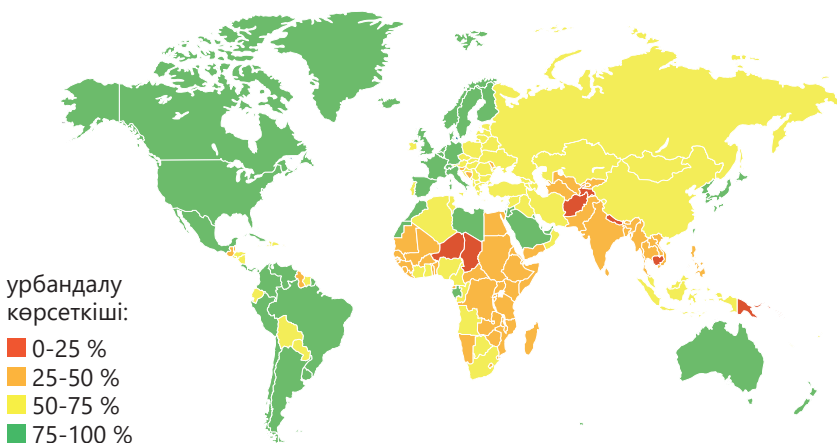 урбандалу
көрсеткіші:
0-25 %
25-50 %
50-75 %
75-100 %